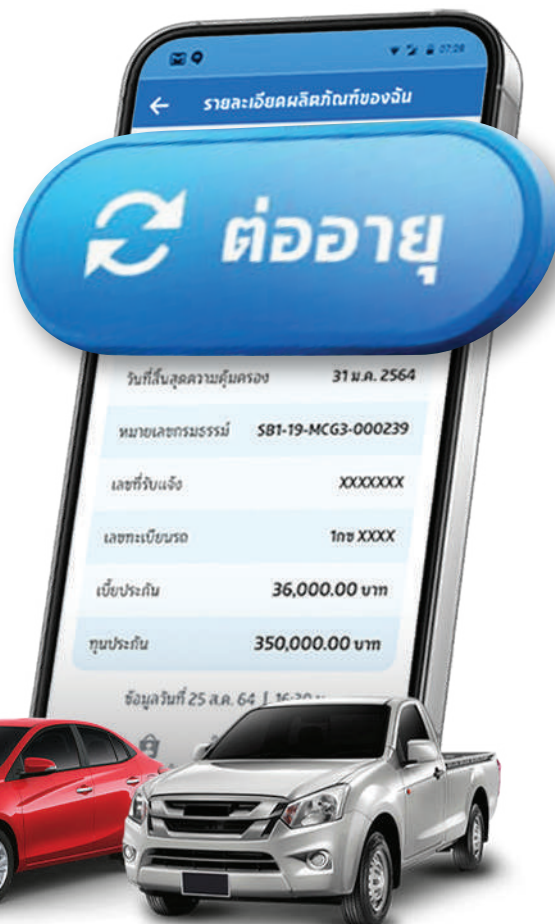 07:28
รายละเอียดผลิตภัณฑ์ของฉัน
ต่ออายุ
วันที่สิ้นสุดความคุ้มครอง 31 ม.ค. 2564
หมายเลขกรมธรรม์ SB1-19-MCG3-000239
เลขที่รับแจ้ง XXXXXXX
เลขทะเบียนรถ 1กข XXXX
เบี้ยประกัน 36,000.00 บาท
ทุนประกัน 350,000.00 บาท
ข้อมูลวันที่ 25 ส.ค. 64 | 16:30